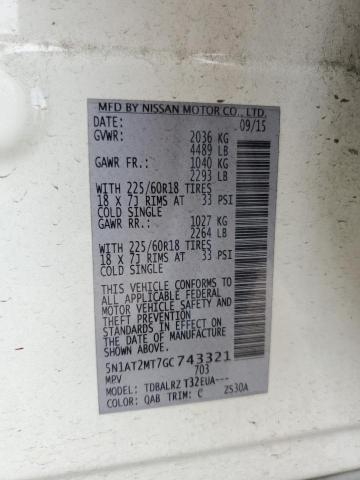 MFD BY NISSAN MOTOR CO., LTD.
DATE: 09/15
GVWR: 2036 KG
4489 LB
GAWR FR.: 1040 KG
2293 LB
WITH 225/60R18 TIRES
18 X 7J RIMS AT 33 PSI
COLD SINGLE
GAWR RR.: 1027 KG
2264 LB
WITH 225/60R18 TIRES
18 X 7J RIMS AT 33 PSI
COLD SINGLE
THIS VEHICLE CONFORMS TO
ALL APPLICABLE FEDERAL
MOTOR VEHICLE SAFETY AND
THEFT PREVENTION
STANDARDS IN EFFECT ON
THE DATE OF MANUFACTURE
SHOWN ABOVE.
5N1AT2MT7GC743321
MPV 703
MODEL: TDBALRZ T32EUA---
COLOR: QAB TRIM: C 2S30A